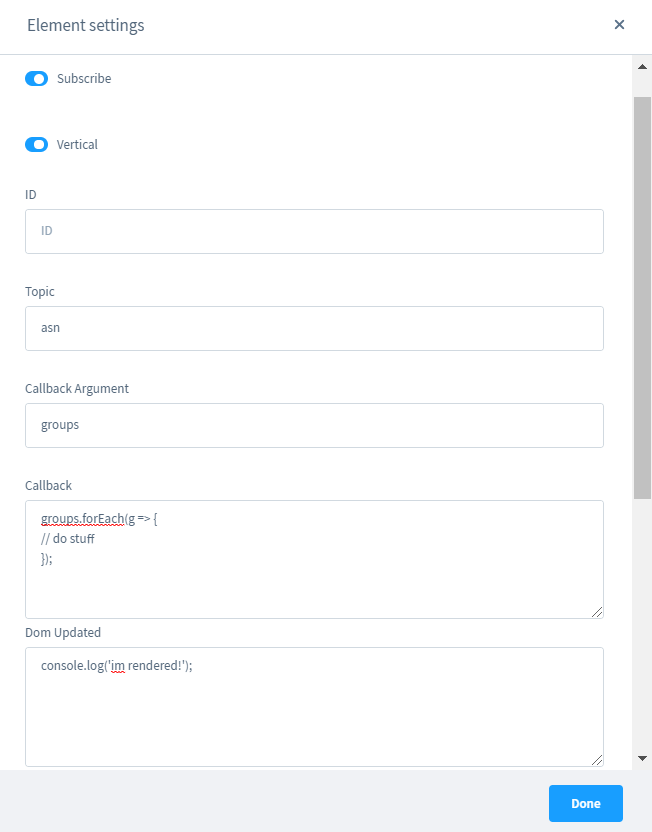 Element settings
Subscribe
Vertical
ID
ID
Topic
asn
Callback Argument
groups
Callback
groups.forEach(g => {
// do stuff
});
Dom Updated
console.log('im rendered!');
Done